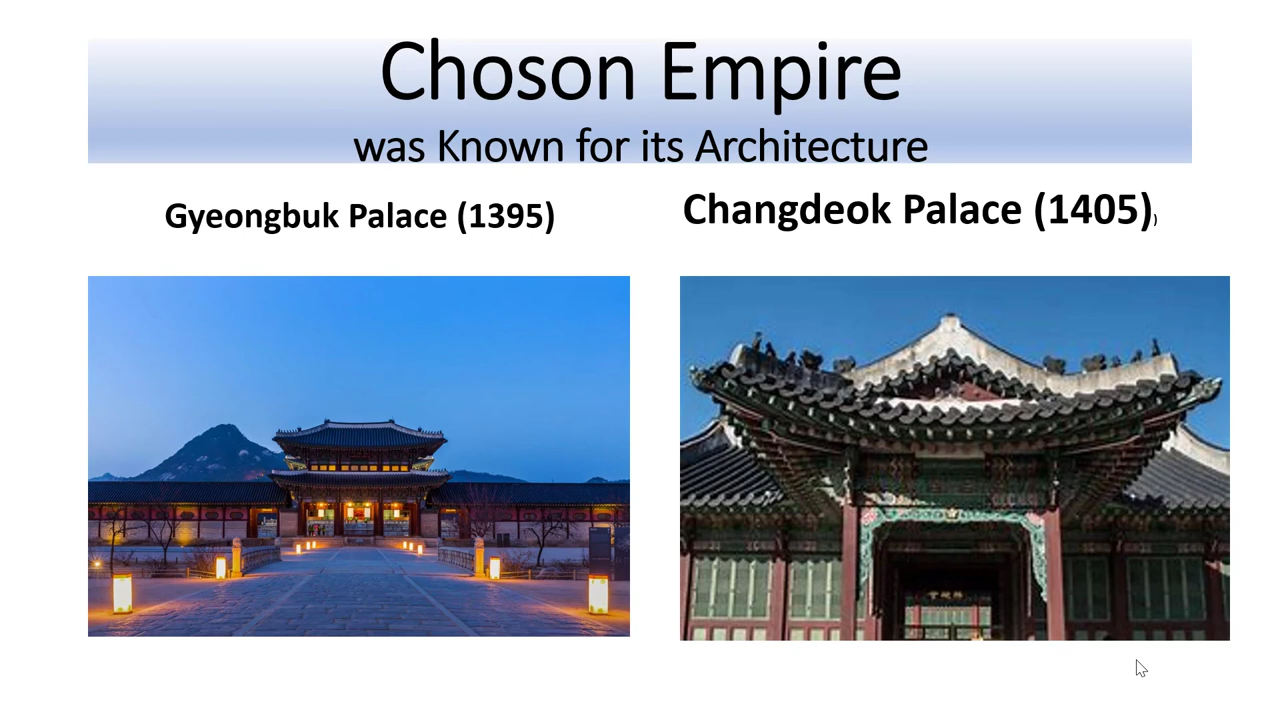 Choson Empire
was Known for its Architecture
Gyeongbuk Palace (1395)
Changdeok Palace (1405))